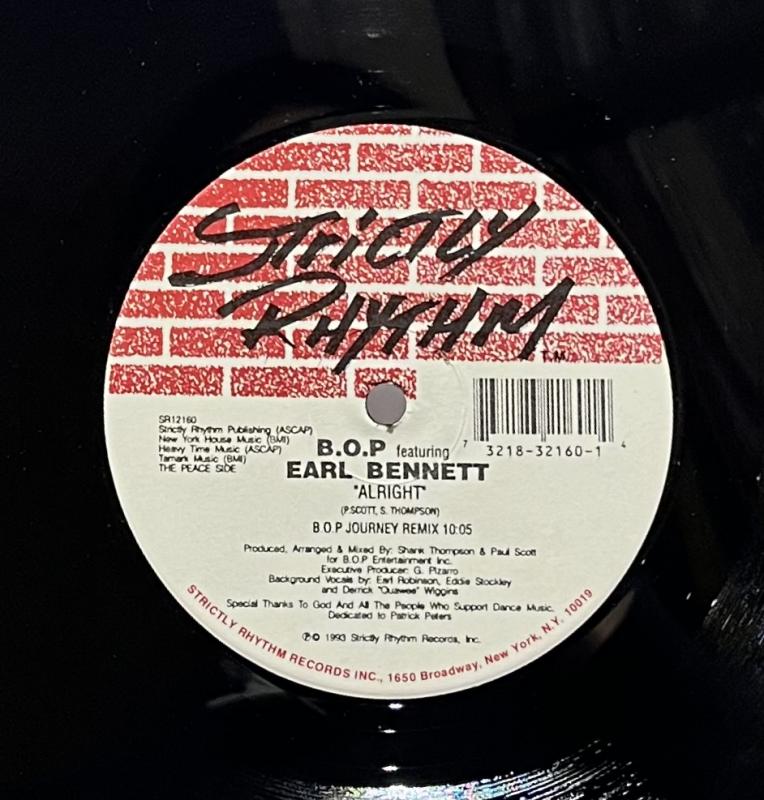 STRICTLY
RHYTHM
T.M.
SR12160
Strictly Rhythm Publishing (ASCAP)
New York House Music (BMI)
Heavy Time Music (ASCAP)
Tamark Music (BMI)
THE PEACE SIDE
7 3218-32160-1 4
B.O.P featuring
EARL BENNETT
"ALRIGHT"
(P.SCOTT, S. THOMPSON)
B.O.P JOURNEY REMIX 10:05
Produced, Arranged & Mixed By: Shank Thompson & Paul Scott
for B.O.P Entertainment Inc.
Executive Producer: G. Pizarro
Background Vocals by: Earl Robinson, Eddie Stockley
and Derrick "Quawee" Wiggins
Special Thanks To God And All The People Who Support Dance Music.
Dedicated to Patrick Peters
℗© 1993 Strictly Rhythm Records, Inc.
STRICTLY RHYTHM RECORDS INC., 1650 Broadway, New York, N.Y. 10019